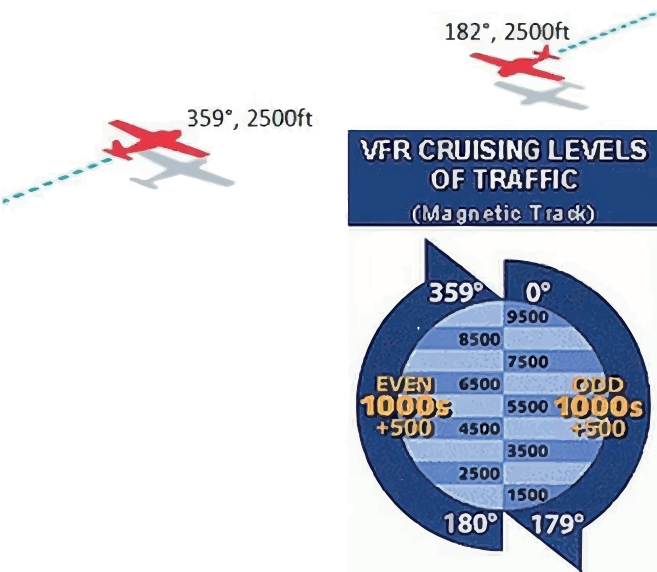 182°, 2500ft
359°, 2500ft
VFR CRUISING LEVELS
OF TRAFFIC
(Magnetic Track)
359° 0°
9500
8500
7500
EVEN 6500 ODD
1000s 5500 1000s
+500 4500 +500
3500
2500
1500
180° 179°